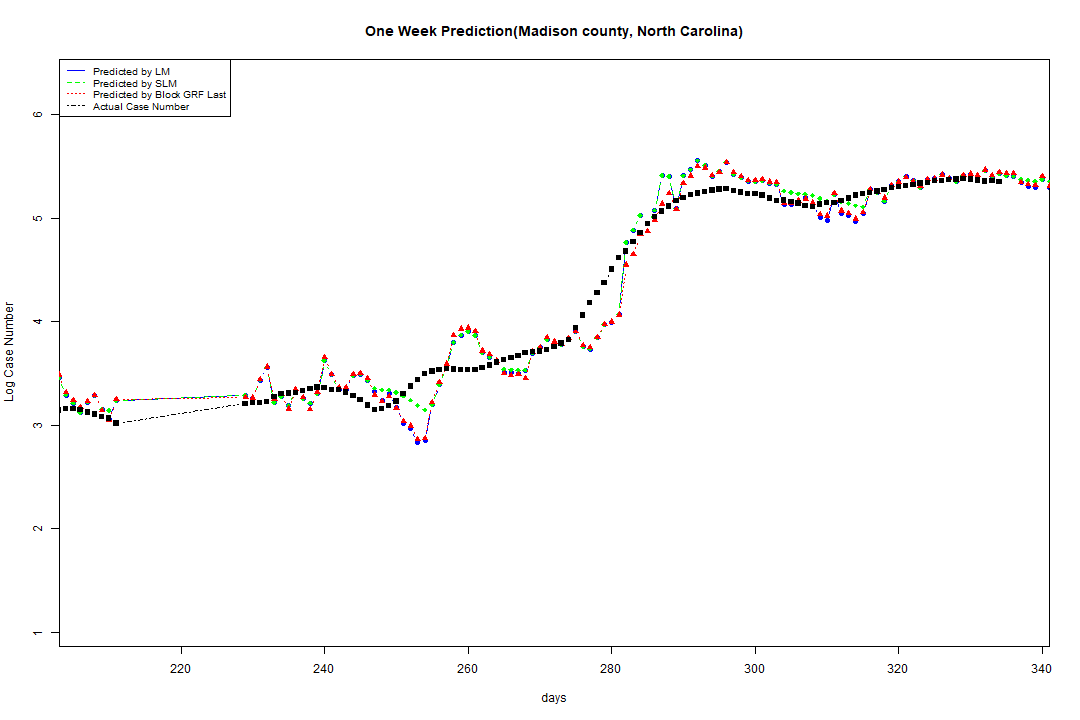 One Week Prediction(Madison county, North Carolina)
Predicted by LM
Predicted by SLM
Predicted by Block GRF Last
Actual Case Number
6
5
4
3
2
1
Log Case Number
220 240 260 280 300 320 340
days